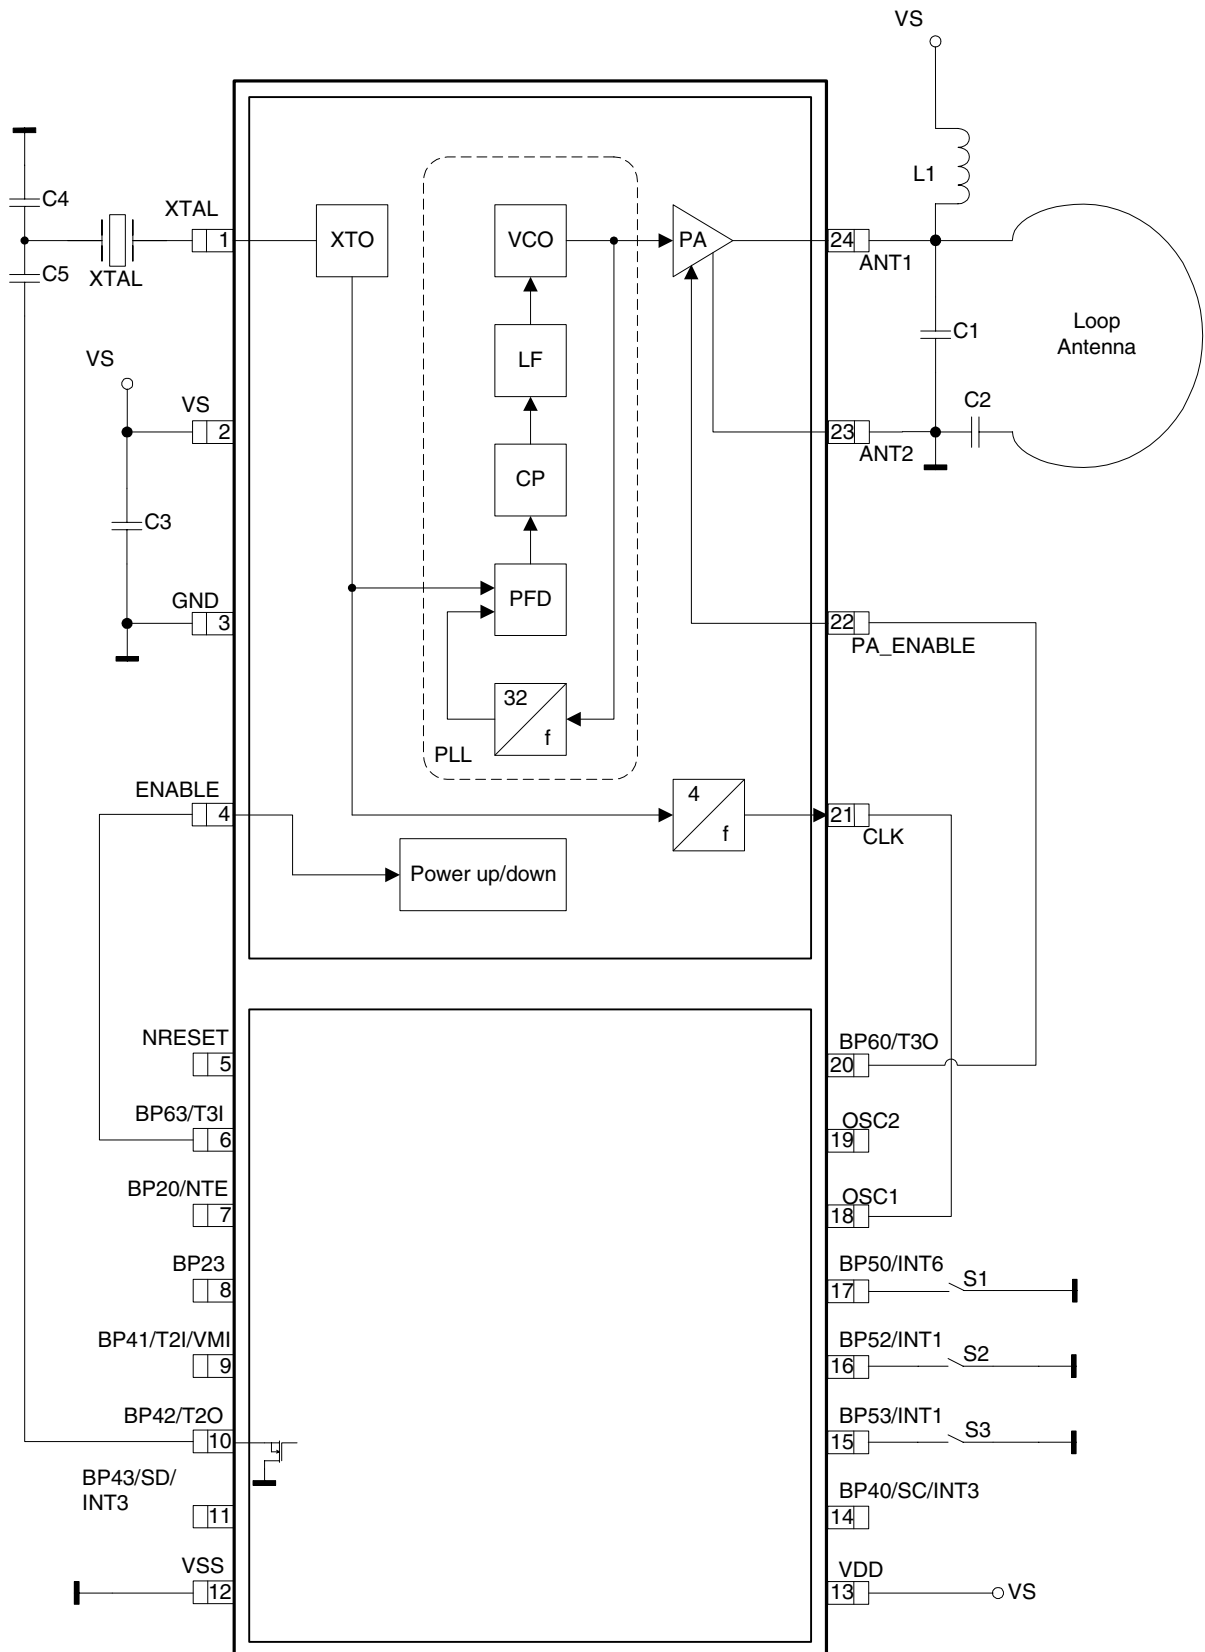 VS
L1
C4
XTAL
1
XTO
VCO
PA
24
ANT1
C5
XTAL
C1
Loop
Antenna
VS
LF
VS
2
C2
23
ANT2
CP
C3
GND
3
PFD
22
PA_ENABLE
32
f
PLL
ENABLE
4
4
f
21
CLK
Power up/down
NRESET
5
BP60/T3O
20
BP63/T3I
6
OSC2
19
BP20/NTE
7
OSC1
18
BP23
8
BP50/INT6
17
S1
BP41/T2I/VMI
9
BP52/INT1
16
S2
BP42/T2O
10
BP53/INT1
15
S3
BP43/SD/
INT3
11
BP40/SC/INT3
14
VSS
12
VDD
13
VS